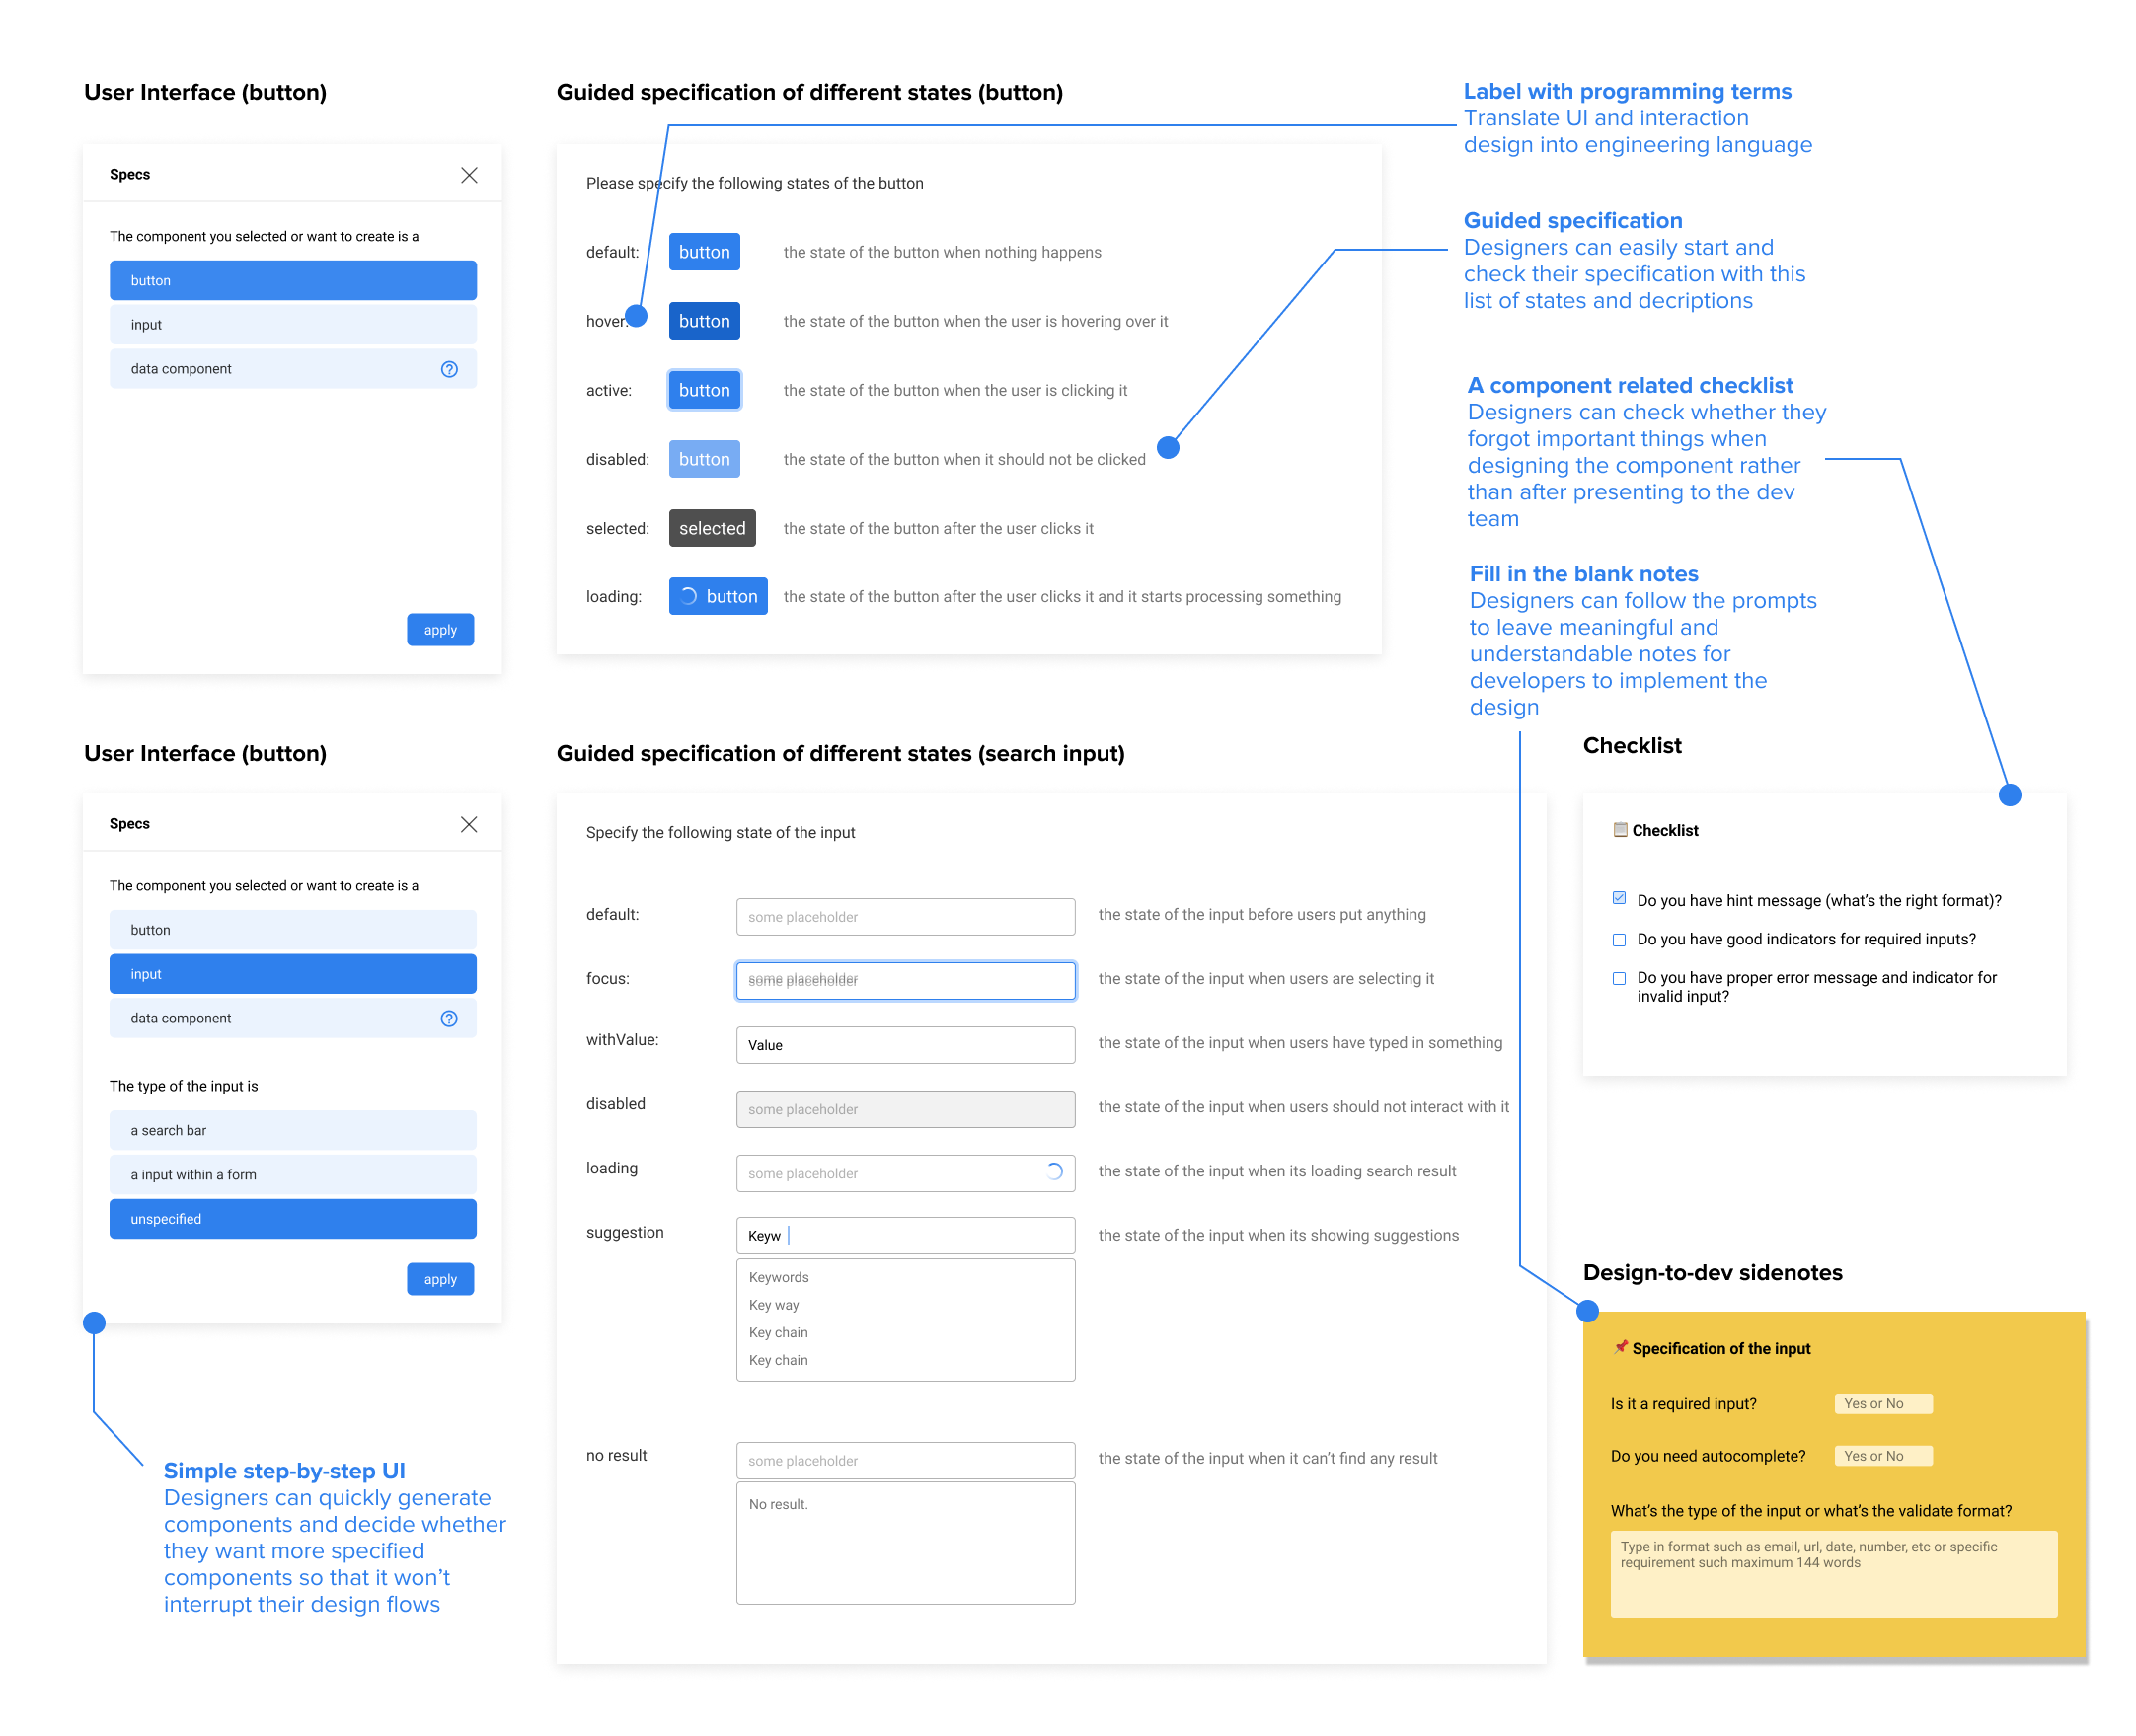 User Interface (button)
Specs
The component you selected or want to create is a
button
input
data component
?
apply
Guided specification of different states (button)
Please specify the following states of the button
default: button the state of the button when nothing happens
hover: button the state of the button when the user is hovering over it
active: button the state of the button when the user is clicking it
disabled: button the state of the button when it should not be clicked
selected: selected the state of the button after the user clicks it
loading: button the state of the button after the user clicks it and it starts processing something
Label with programming terms
Translate UI and interaction
design into engineering language
Guided specification
Designers can easily start and
check their specification with this
list of states and decriptions
A component related checklist
Designers can check whether they
forgot important things when
designing the component rather
than after presenting to the dev
team
Fill in the blank notes
Designers can follow the prompts
to leave meaningful and
understandable notes for
developers to implement the
design
User Interface (button)
Specs
The component you selected or want to create is a
button
input
data component
?
The type of the input is
a search bar
a input within a form
unspecified
apply
Simple step-by-step UI
Designers can quickly generate
components and decide whether
they want more specified
components so that it won't
interrupt their design flows
Guided specification of different states (search input)
Specify the following state of the input
default: some placeholder the state of the input before users put anything
focus: some placeholder some placeholder the state of the input when users are selecting it
withValue: Value the state of the input when users have typed in something
disabled some placeholder the state of the input when users should not interact with it
loading some placeholder the state of the input when its loading search result
suggestion Keyw the state of the input when its showing suggestions
Keywords
Key way
Key chain
Key chain
no result some placeholder the state of the input when it can't find any result
No result.
Checklist
Checklist
Do you have hint message (what's the right format)?
Do you have good indicators for required inputs?
Do you have proper error message and indicator for
invalid input?
Design-to-dev sidenotes
Specification of the input
Is it a required input? Yes or No
Do you need autocomplete? Yes or No
What's the type of the input or what's the validate format?
Type in format such as email, url, date, number, etc or specific
requirement such maximum 144 words